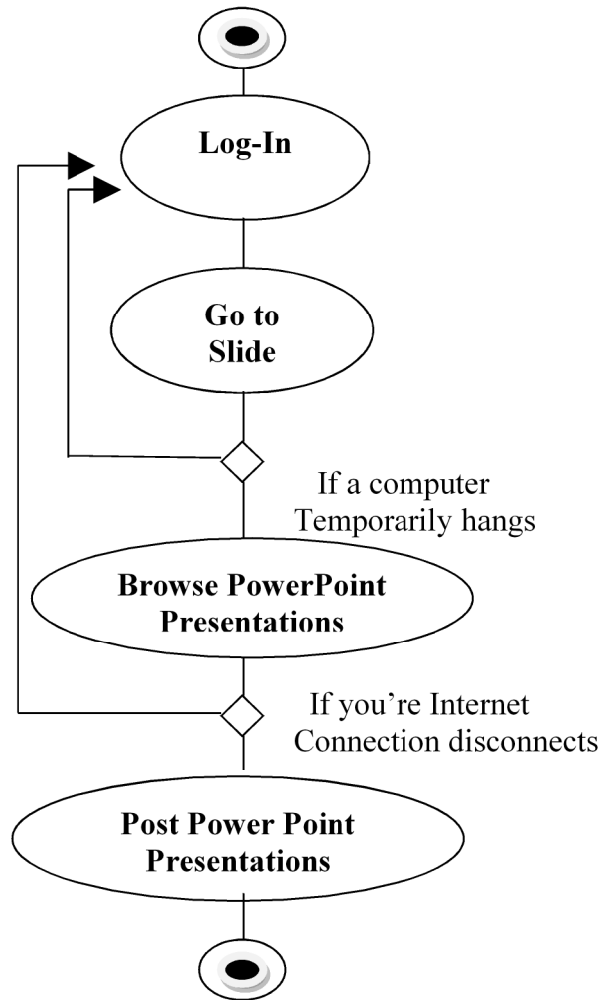 Log-In
Go to
Slide
If a computer
Temporarily hangs
Browse PowerPoint
Presentations
If you're Internet
Connection disconnects
Post Power Point
Presentations